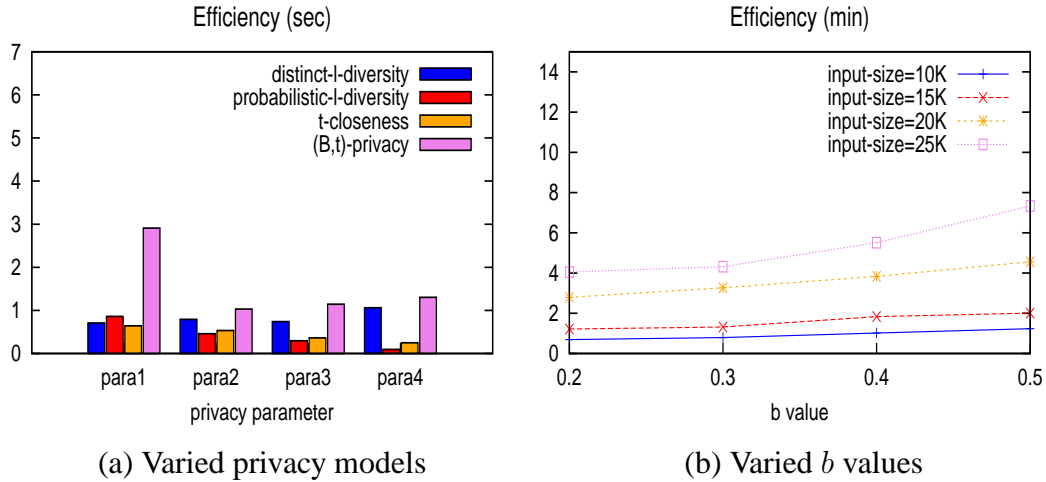 Efficiency (sec)
7
6
5
4
3
2
1
0
distinct-l-diversity
probabilistic-l-diversity
t-closeness
(B,t)-privacy
para1 para2 para3 para4
privacy parameter
(a) Varied privacy models
Efficiency (min)
14
12
10
8
6
4
2
0
input-size=10K
input-size=15K
input-size=20K
input-size=25K
0.2 0.3 0.4 0.5
b value
(b) Varied b values